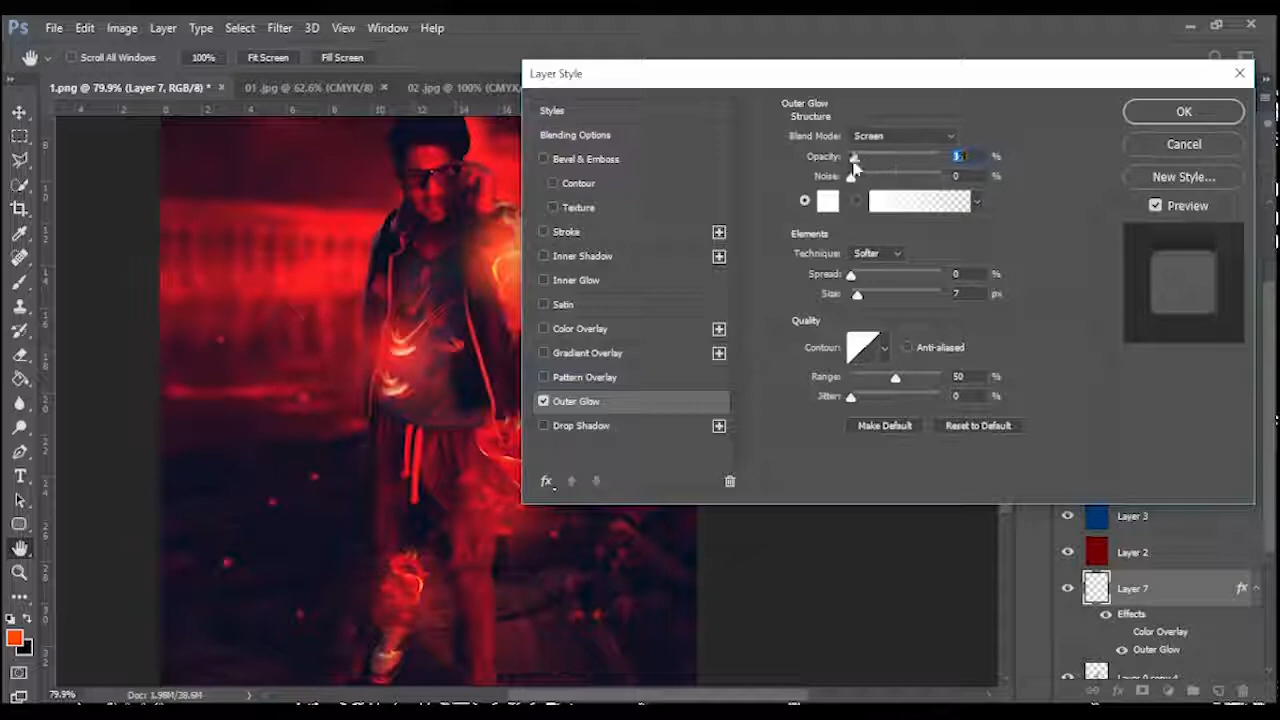 Ps File Edit Image Layer Type Select Filter 3D View Window Help
Scroll All Windows 100% Fit Screen Fill Screen
1.png @ 79.9% (Layer 7, RGB/8) * × 01 .jpg @ 62.6% (CMYK/8) × 02 .jpg @ 100% (CMYK
Layer Style
Styles
Blending Options
Bevel & Emboss
Contour
Texture
Stroke
Inner Shadow
Inner Glow
Satin
Color Overlay
Gradient Overlay
Pattern Overlay
Outer Glow
Drop Shadow
fx
Outer Glow
Structure
Blend Mode: Screen
Opacity: %
Noise: 0 %
Elements
Technique: Softer
Spread: 0 %
Size: 7 px
Quality
Contour: Anti-aliased
Range: 50 %
Jitter: 0 %
Make Default Reset to Default
OK
Cancel
New Style...
Preview
Layer 3
Layer 2
Layer 7 fx
Effects
Color Overlay
Outer Glow
Layer 0 copy 4
79.9% Doc: 1.98M/28.6M